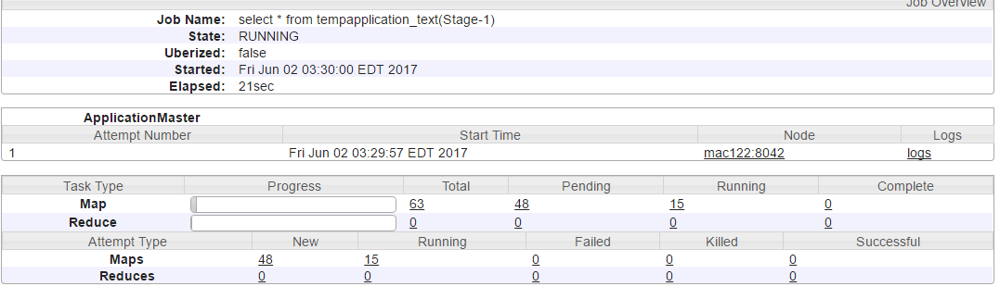 Job Overview
Job Name: select * from tempapplication_text(Stage-1)
State: RUNNING
Uberized: false
Started: Fri Jun 02 03:30:00 EDT 2017
Elapsed: 21sec
ApplicationMaster
Attempt Number Start Time Node Logs
1 Fri Jun 02 03:29:57 EDT 2017 mac122:8042 logs
Task Type Progress Total Pending Running Complete
Map 63 48 15 0
Reduce 0 0 0 0
Attempt Type New Running Failed Killed Successful
Maps 48 15 0 0 0
Reduces 0 0 0 0 0